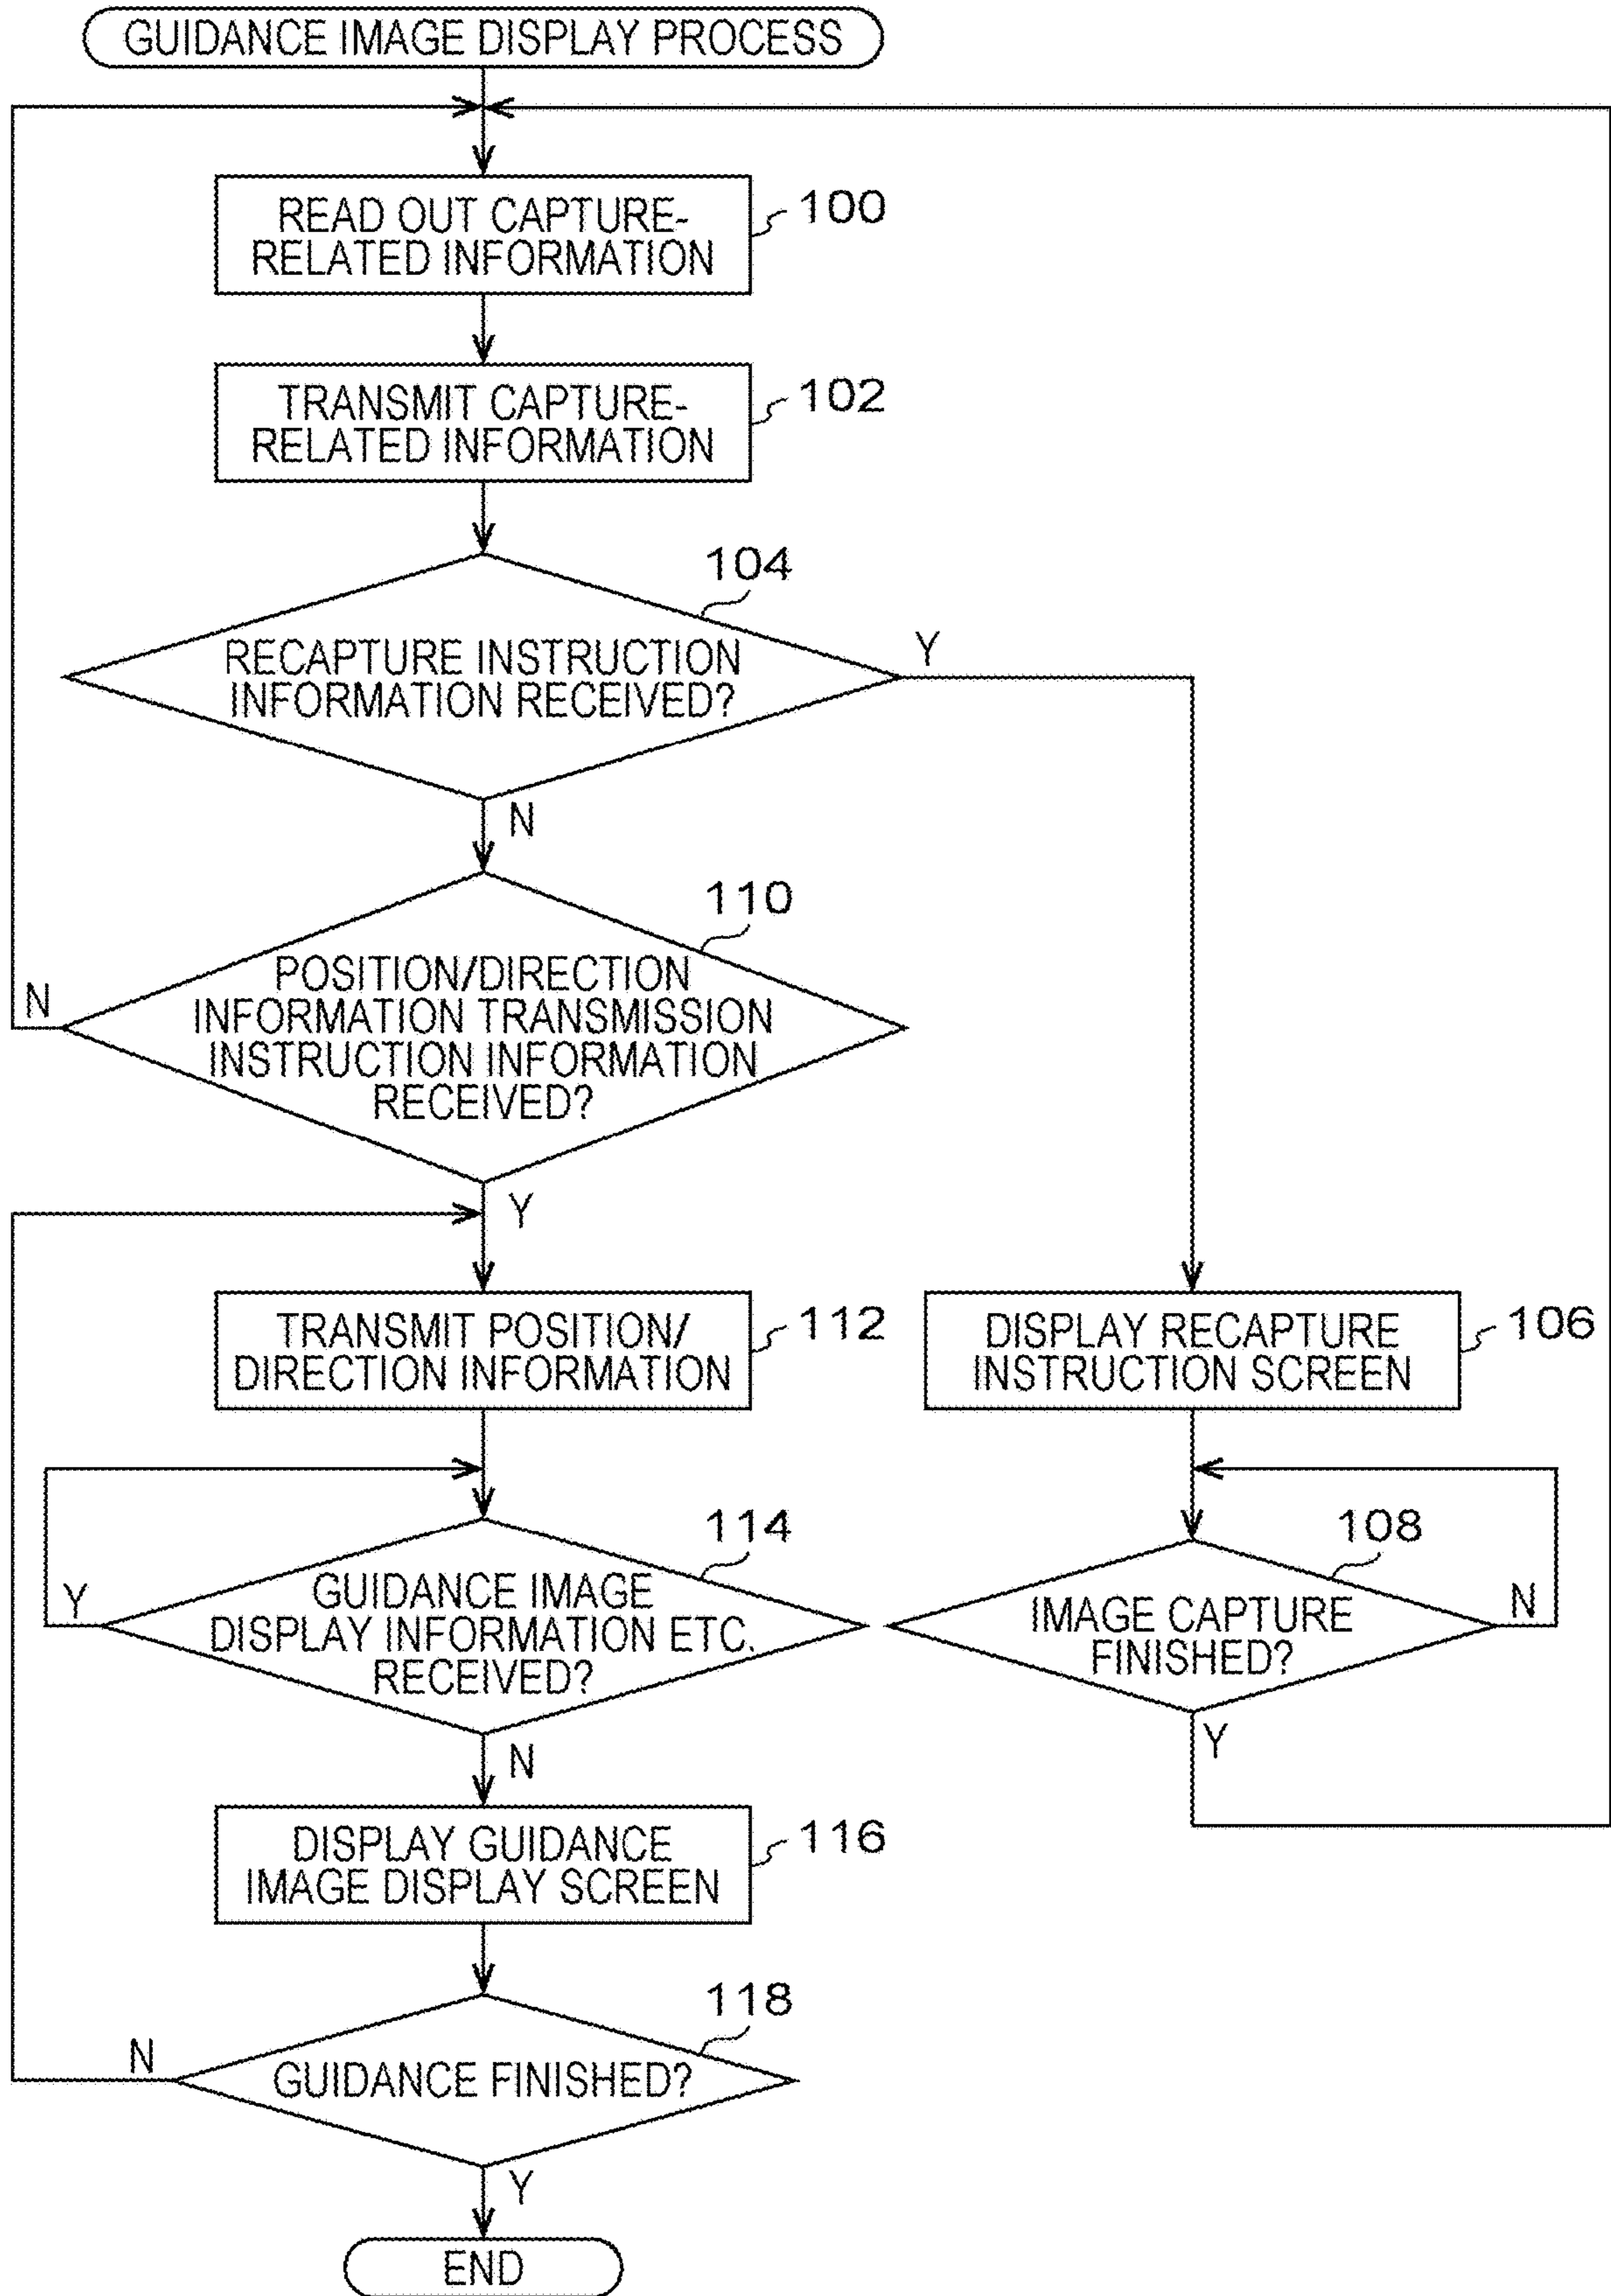 GUIDANCE IMAGE DISPLAY PROCESS
READ OUT CAPTURE-
RELATED INFORMATION
100
TRANSMIT CAPTURE-
RELATED INFORMATION
102
104
RECAPTURE INSTRUCTION
INFORMATION RECEIVED?
Y
N
110
POSITION/DIRECTION
INFORMATION TRANSMISSION
INSTRUCTION INFORMATION
RECEIVED?
N
Y
TRANSMIT POSITION/
DIRECTION INFORMATION
112
DISPLAY RECAPTURE
INSTRUCTION SCREEN
106
114
GUIDANCE IMAGE
DISPLAY INFORMATION ETC.
RECEIVED?
Y
N
108
IMAGE CAPTURE
FINISHED?
N
Y
DISPLAY GUIDANCE
IMAGE DISPLAY SCREEN
116
118
GUIDANCE FINISHED?
N
Y
END